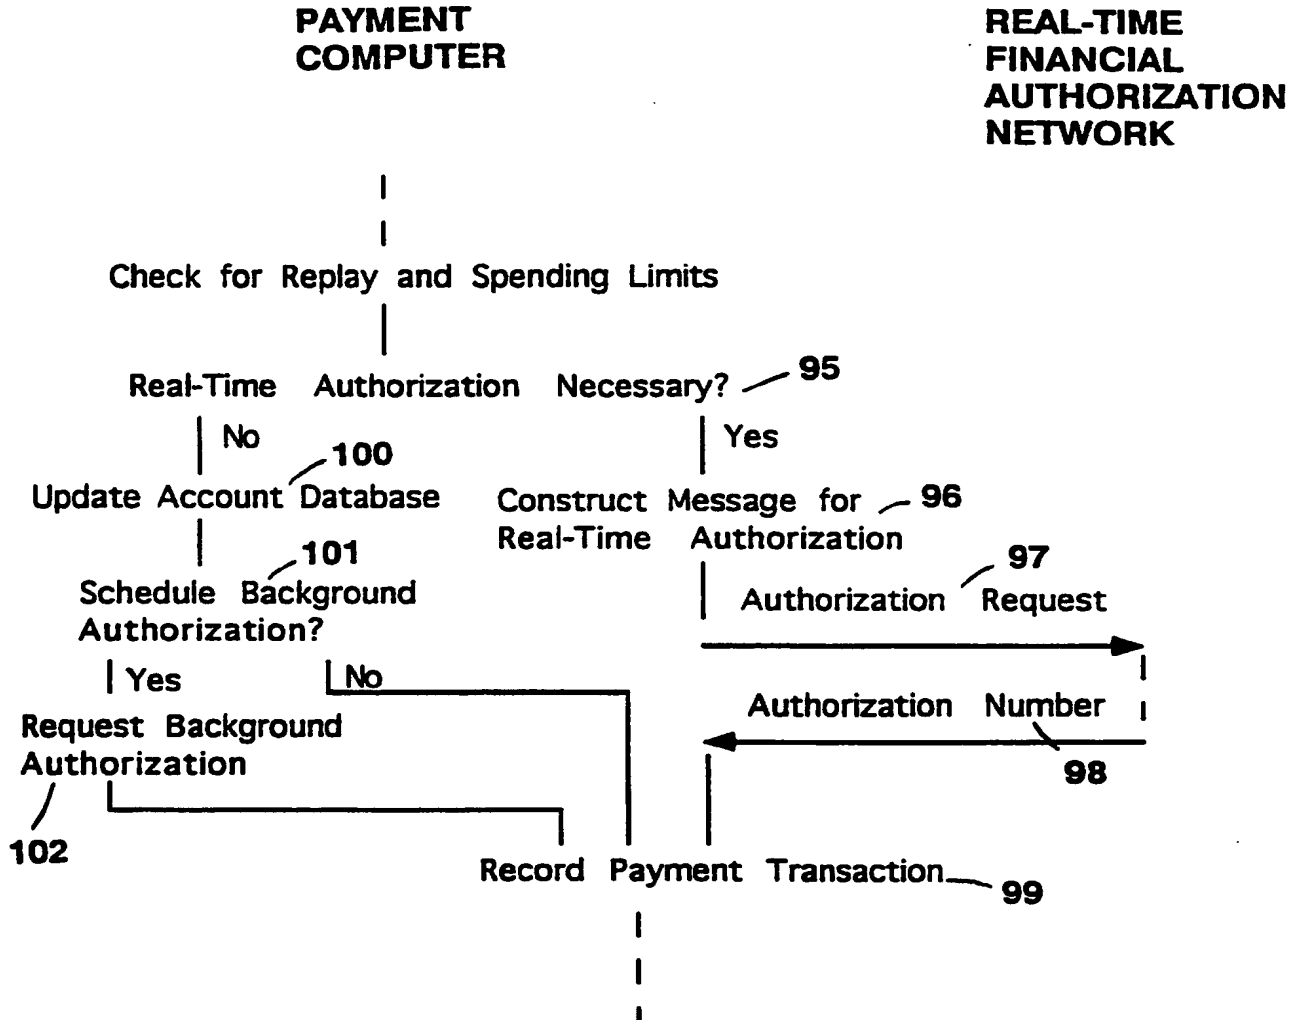 PAYMENT
COMPUTER
REAL-TIME
FINANCIAL
AUTHORIZATION
NETWORK
Check for Replay and Spending Limits
Real-Time Authorization Necessary?
95
No
Yes
100
Update Account Database
Construct Message for
Real-Time Authorization
96
101
Schedule Background
Authorization?
97
Authorization Request
Yes
No
Authorization Number
98
Request Background
Authorization
102
Record Payment Transaction
99